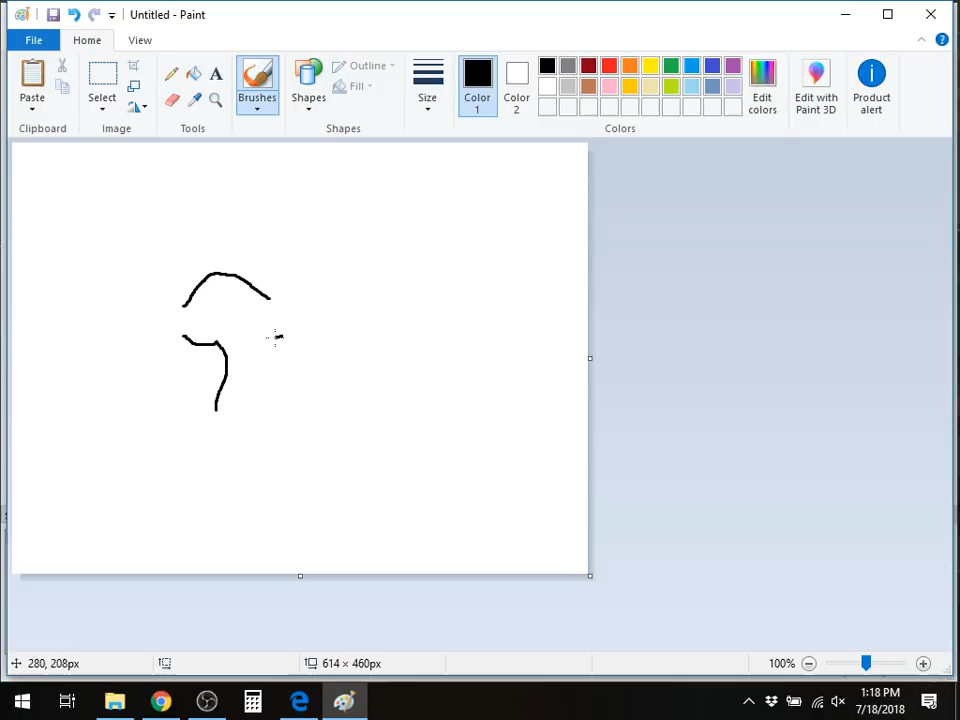 Untitled - Paint
File Home View
Paste Select Brushes Shapes Outline Fill Size Color 1 Color 2 Edit colors Edit with Paint 3D Product alert
Clipboard Image Tools Shapes Colors
280, 208px 614 × 460px 100%
1:18 PM
7/18/2018